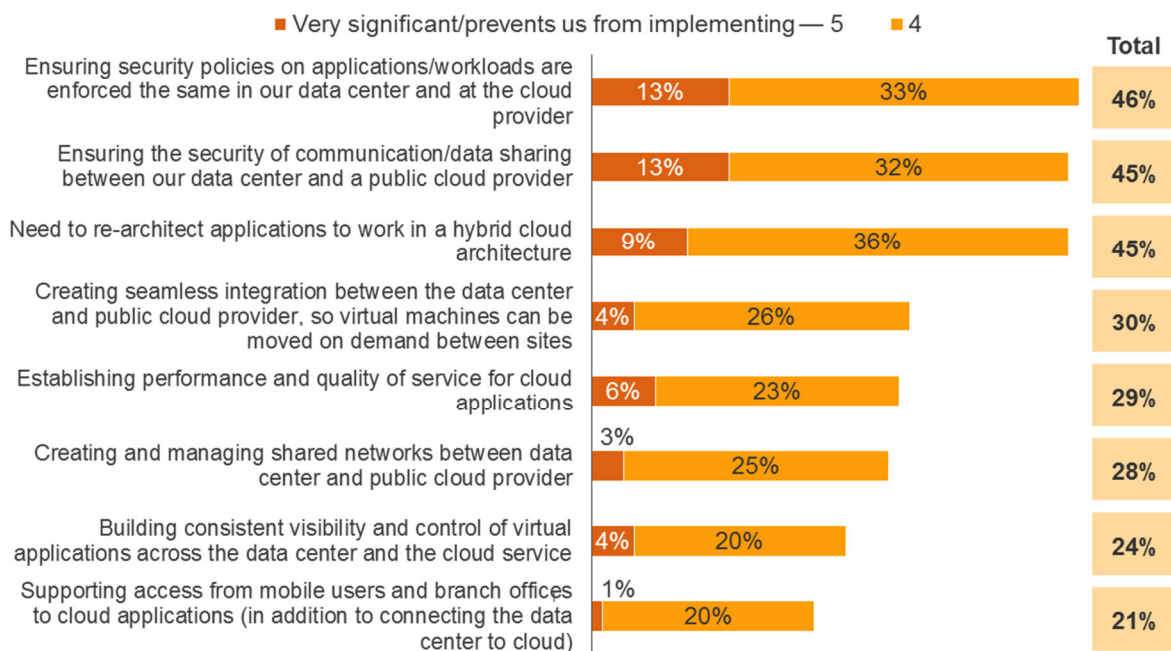 Very significant/prevents us from implementing — 5 4
Total
Ensuring security policies on applications/workloads are
enforced the same in our data center and at the cloud
provider
13% 33% 46%
Ensuring the security of communication/data sharing
between our data center and a public cloud provider
13% 32% 45%
Need to re-architect applications to work in a hybrid cloud
architecture
9% 36% 45%
Creating seamless integration between the data center
and public cloud provider, so virtual machines can be
moved on demand between sites
4% 26% 30%
Establishing performance and quality of service for cloud
applications
6% 23% 29%
Creating and managing shared networks between data
center and public cloud provider
3% 25% 28%
Building consistent visibility and control of virtual
applications across the data center and the cloud service
4% 20% 24%
Supporting access from mobile users and branch offices
to cloud applications (in addition to connecting the data
center to cloud)
1% 20% 21%